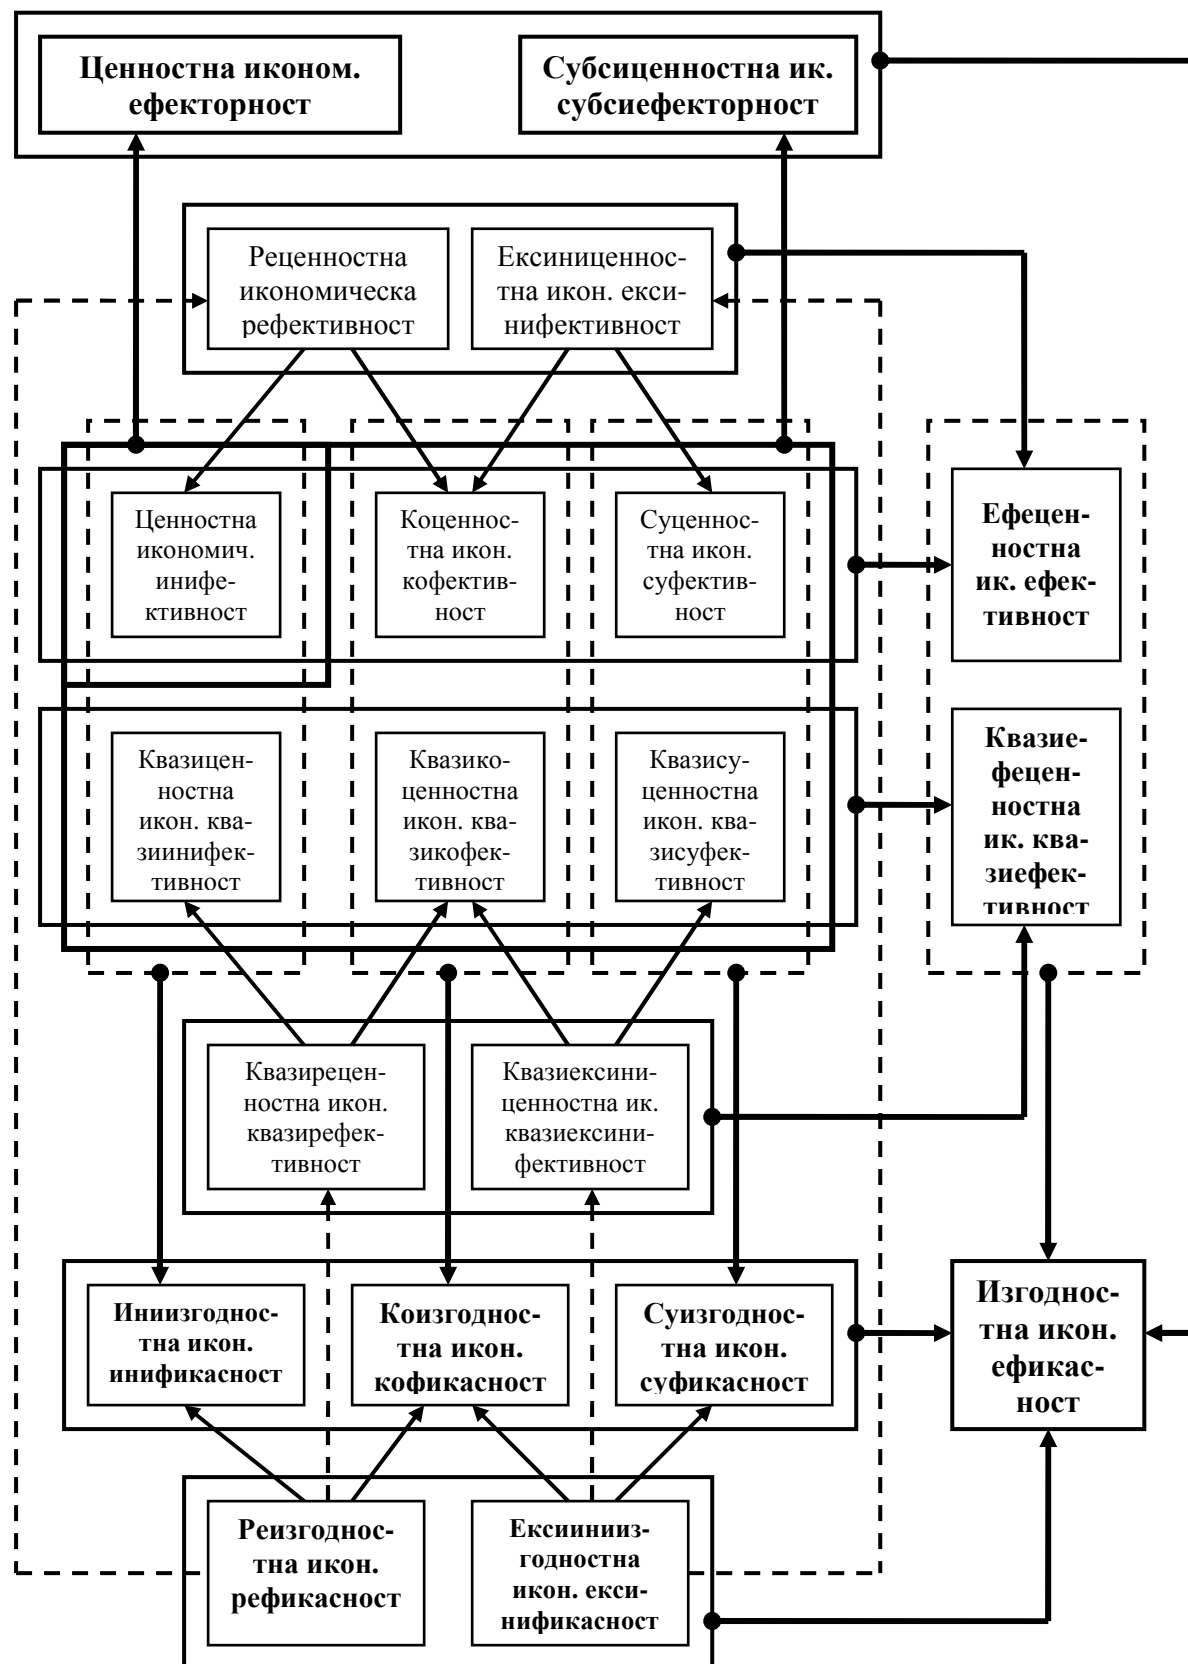 Ценностна иконом.
ефекторност
Субсиценностна ик.
субсиефекторност
Реценностна
икономическа
рефективност
Ексиниценнос-
тна икон. екси-
нифективност
Ценностна
икономич.
инифе-
ктивност
Коценнос-
тна икон.
кофектив-
ност
Суценнос-
тна икон.
суфектив-
ност
Ефецен-
ностна
ик. ефек-
тивност
Квазицен-
ностна
икон. ква-
зиинифек-
тивност
Квазико-
ценностна
икон. ква-
зикофек-
тивност
Квазису-
ценностна
икон. ква-
зисуфек-
тивност
Квазие-
фецен-
ностна
ик. ква-
зиефек-
тивност
Квазирецен-
ностна икон.
квазирефек-
тивност
Квазиексини-
ценностна ик.
квазиексини-
фективност
Иниизгоднос-
тна икон.
инификасност
Коизгоднос-
тна икон.
кофикасност
Суизгоднос-
тна икон.
суфикасност
Изгоднос-
тна икон.
ефикас-
ност
Реизгоднос-
тна икон.
рефикасност
Ексиинииз-
годностна
икон. екси-
нификасност